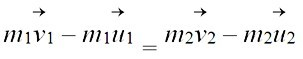 m₁v⃗₁ − m₁u⃗₁ = m₂v⃗₂ − m₂u⃗₂